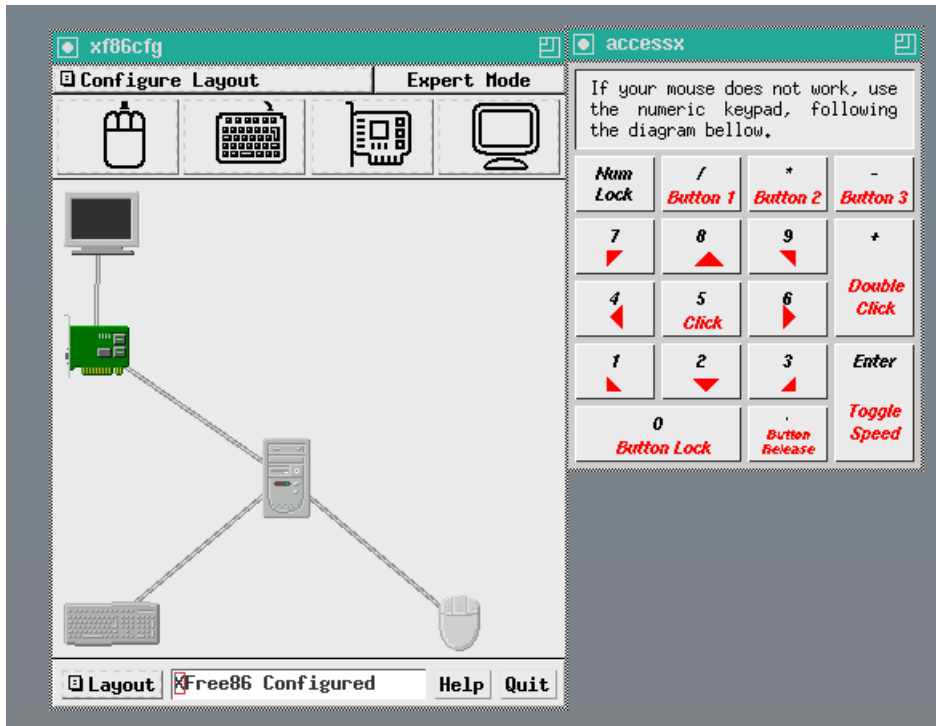 xf86cfg
Configure Layout
Expert Mode
Layout
XFree86 Configured
Help
Quit
accessx
If your mouse does not work, use
the numeric keypad, following
the diagram bellow.
Num Lock
/ Button 1
* Button 2
- Button 3
7
8
9
+ Double Click
4
5 Click
6
1
2
3
Enter Toggle Speed
0 Button Lock
. Button Release